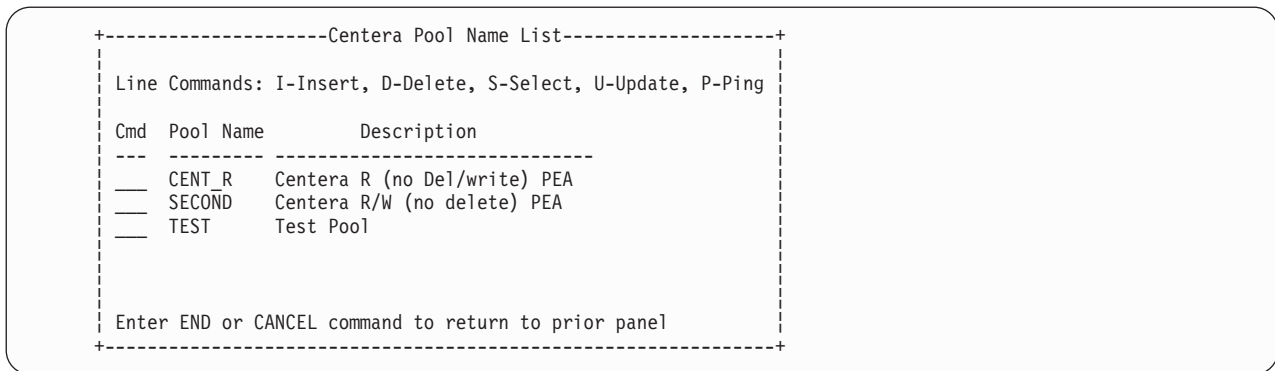 +---------------------Centera Pool Name List--------------------+
Line Commands: I-Insert, D-Delete, S-Select, U-Update, P-Ping
Cmd Pool Name Description
--- --------- ------------------------------
___ CENT_R Centera R (no Del/write) PEA
___ SECOND Centera R/W (no delete) PEA
___ TEST Test Pool
Enter END or CANCEL command to return to prior panel
+----------------------------------------------------------------+